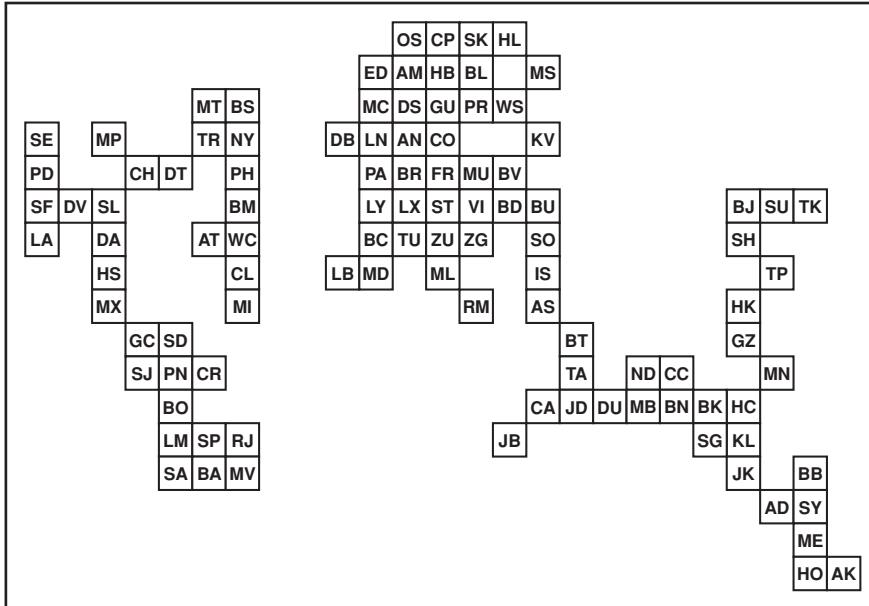 OS CP SK HL
ED AM HB BL MS
MT BS MC DS GU PR WS
SE MP TR NY DB LN AN CO KV
PD CH DT PH PA BR FR MU BV
SF DV SL BM LY LX ST VI BD BU BJ SU TK
LA DA AT WC BC TU ZU ZG SO SH
HS CL LB MD ML IS TP
MX MI RM AS HK
GC SD BT GZ
SJ PN CR TA ND CC MN
BO CA JD DU MB BN BK HC
LM SP RJ JB SG KL
SA BA MV JK BB
AD SY
ME
HO AK